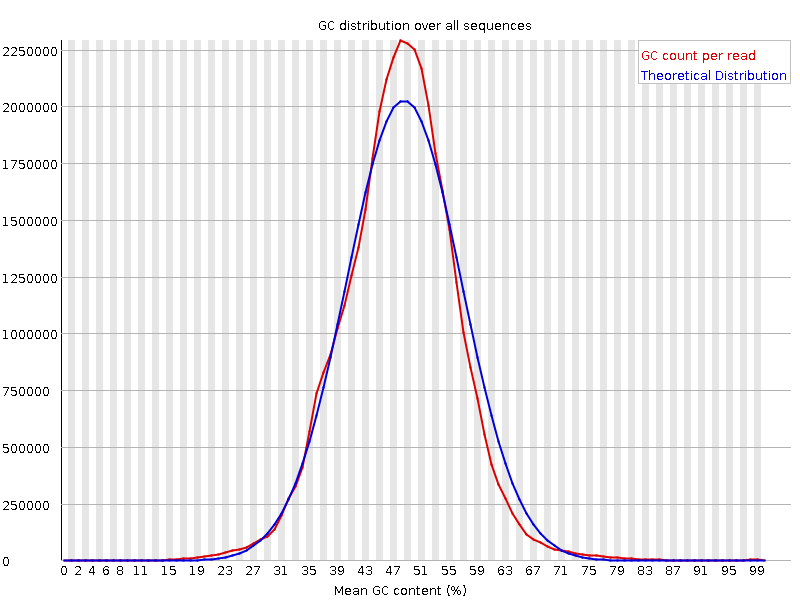 GC distribution over all sequences
GC count per read
Theoretical Distribution
2250000
2000000
1750000
1500000
1250000
1000000
750000
500000
250000
0
0 2 4 6 8 11 15 19 23 27 31 35 39 43 47 51 55 59 63 67 71 75 79 83 87 91 95 99
Mean GC content (%)